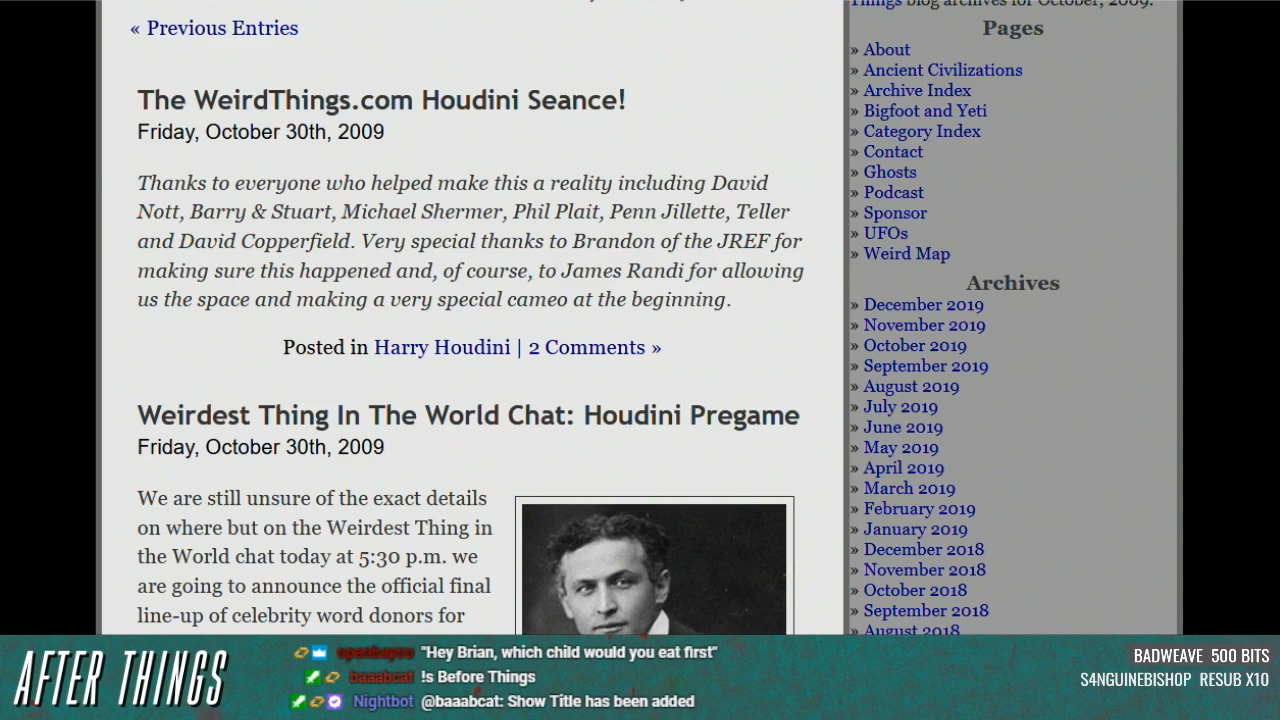 « Previous Entries
The WeirdThings.com Houdini Seance!
Friday, October 30th, 2009
Thanks to everyone who helped make this a reality including David
Nott, Barry & Stuart, Michael Shermer, Phil Plait, Penn Jillette, Teller
and David Copperfield. Very special thanks to Brandon of the JREF for
making sure this happened and, of course, to James Randi for allowing
us the space and making a very special cameo at the beginning.
Posted in Harry Houdini | 2 Comments »
Weirdest Thing In The World Chat: Houdini Pregame
Friday, October 30th, 2009
We are still unsure of the exact details
on where but on the Weirdest Thing in
the World chat today at 5:30 p.m. we
are going to announce the official final
line-up of celebrity word donors for
Things blog archives for October, 2009.
Pages
» About
» Ancient Civilizations
» Archive Index
» Bigfoot and Yeti
» Category Index
» Contact
» Ghosts
» Podcast
» Sponsor
» UFOs
» Weird Map
Archives
» December 2019
» November 2019
» October 2019
» September 2019
» August 2019
» July 2019
» June 2019
» May 2019
» April 2019
» March 2019
» February 2019
» January 2019
» December 2018
» November 2018
» October 2018
» September 2018
» August 2018
AFTER THINGS
openbayou "Hey Brian, which child would you eat first"
baaabcat !s Before Things
Nightbot @baaabcat: Show Title has been added
BADWEAVE 500 BITS
S4NGUINEBISHOP RESUB X10